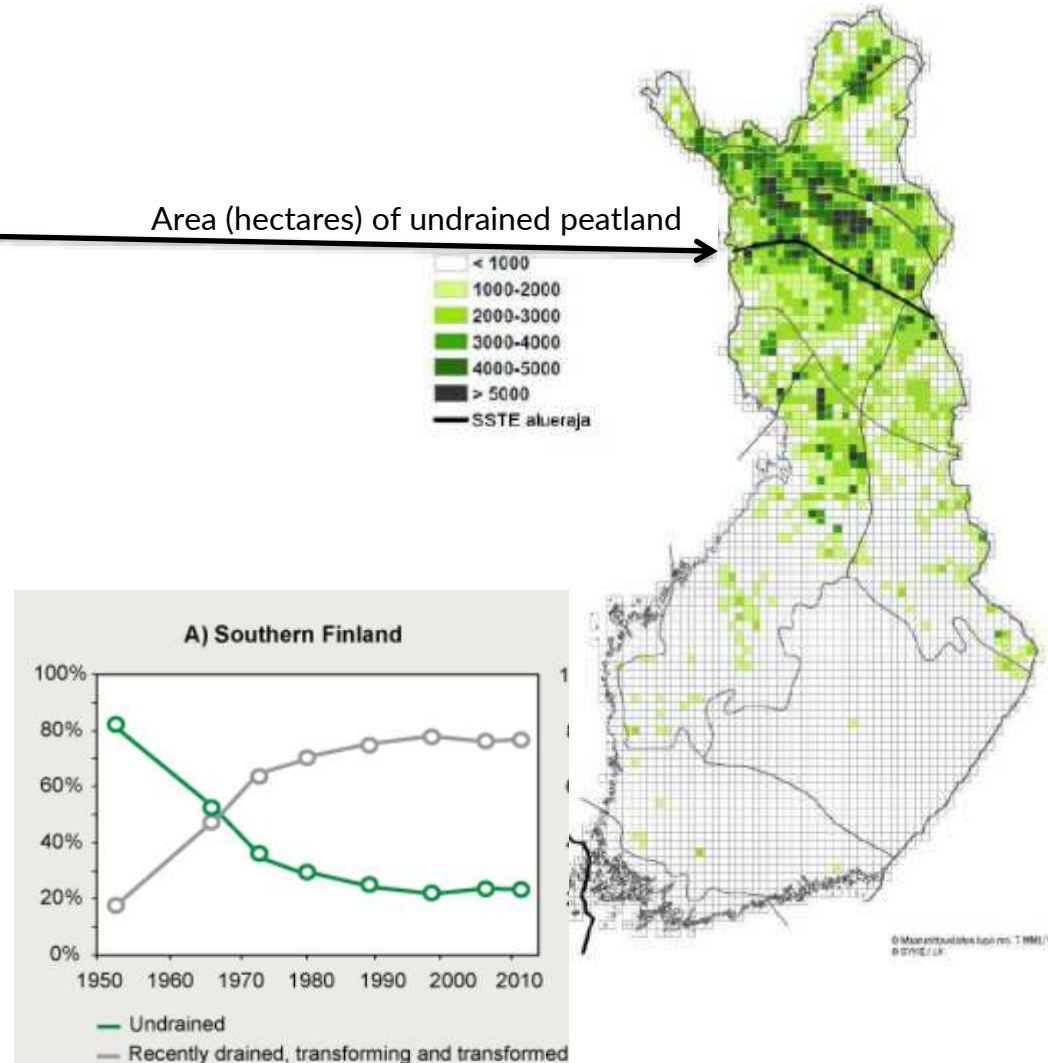 Area (hectares) of undrained peatland
< 1000
1000-2000
2000-3000
3000-4000
4000-5000
> 5000
SSTE alueraja
A) Southern Finland
100%
80%
60%
40%
20%
0%
1950 1960 1970 1980 1990 2000 2010
Undrained
Recently drained, transforming and transformed